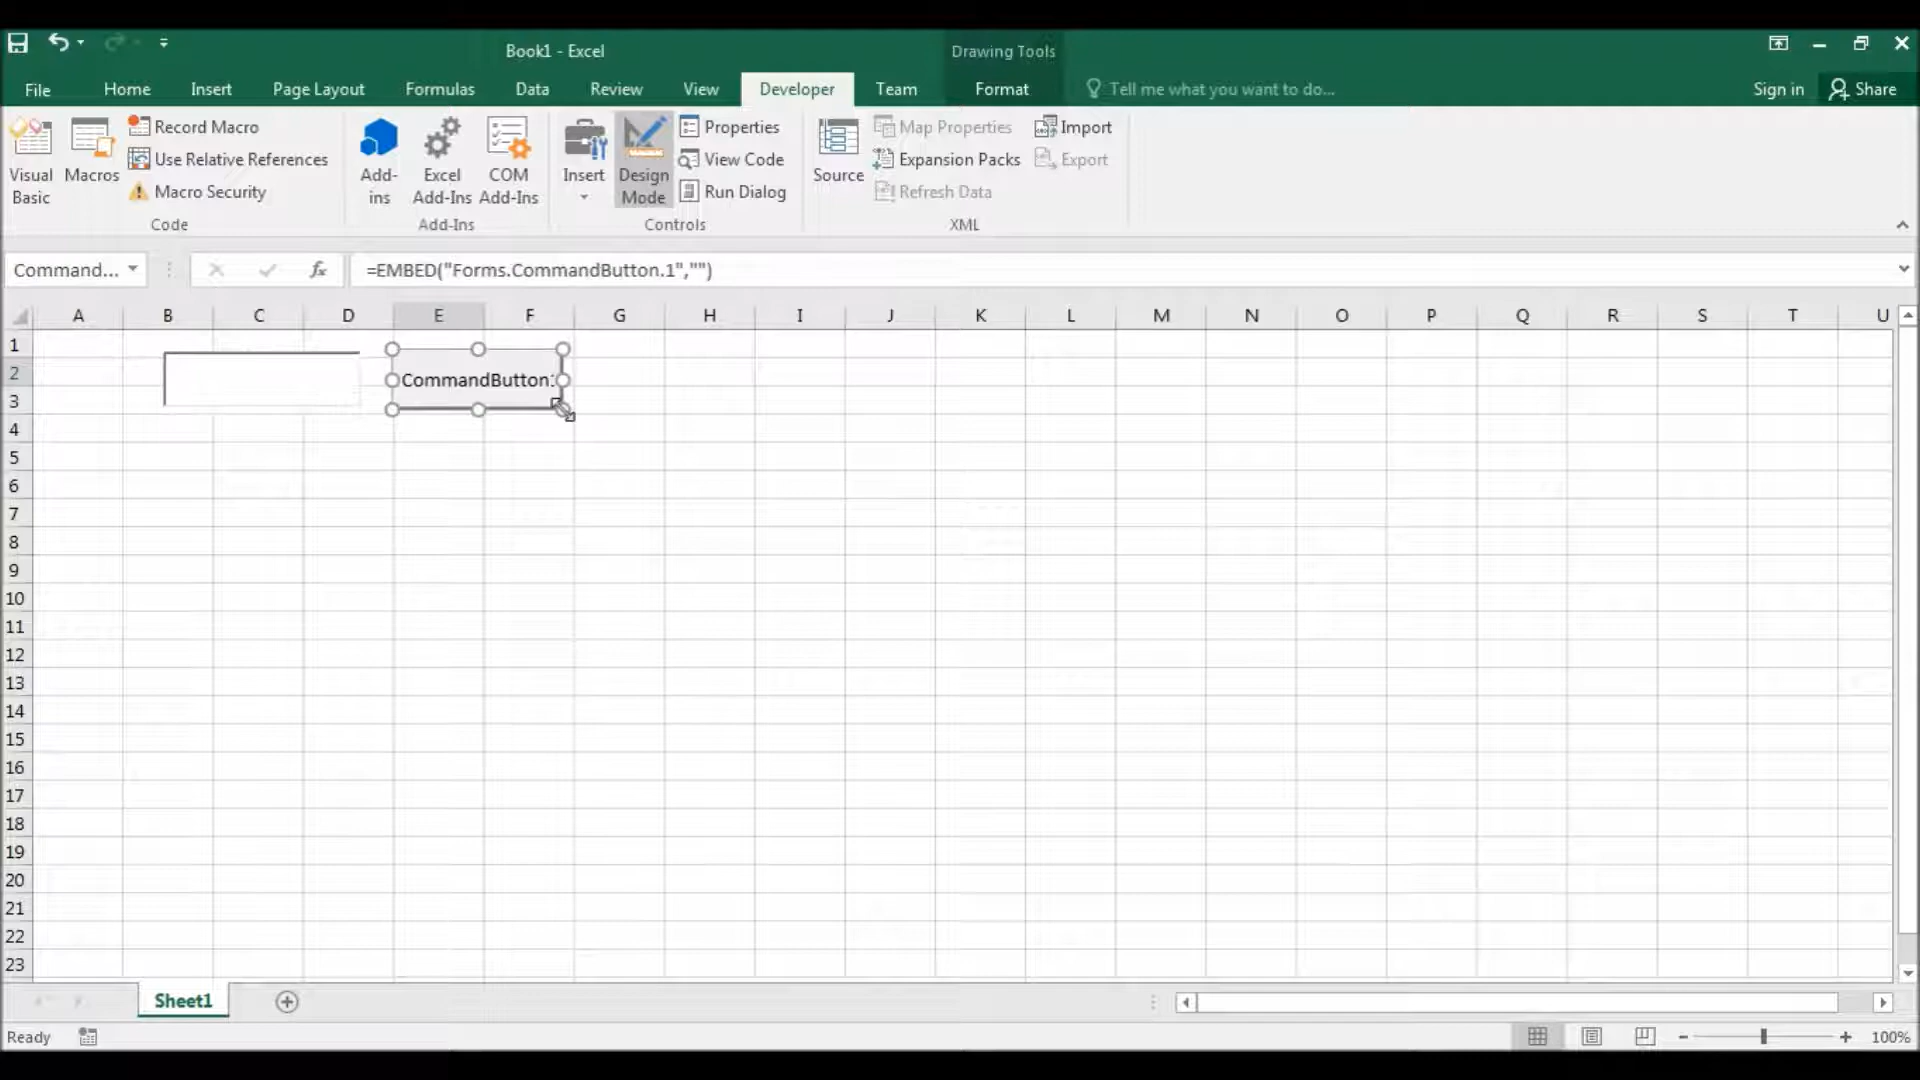 Book1 - Excel
Drawing Tools
File Home Insert Page Layout Formulas Data Review View Developer Team Format Tell me what you want to do... Sign in Share
Visual Basic
Macros
Record Macro
Use Relative References
Macro Security
Code
Add-ins
Excel Add-Ins
COM Add-Ins
Add-Ins
Insert
Design Mode
Properties
View Code
Run Dialog
Controls
Source
Map Properties
Expansion Packs
Refresh Data
Import
Export
XML
Command... fx =EMBED("Forms.CommandButton.1","")
A B C D E F G H I J K L M N O P Q R S T U
1
2
CommandButton1
3
4
5
6
7
8
9
10
11
12
13
14
15
16
17
18
19
20
21
22
23
Sheet1
Ready 100%